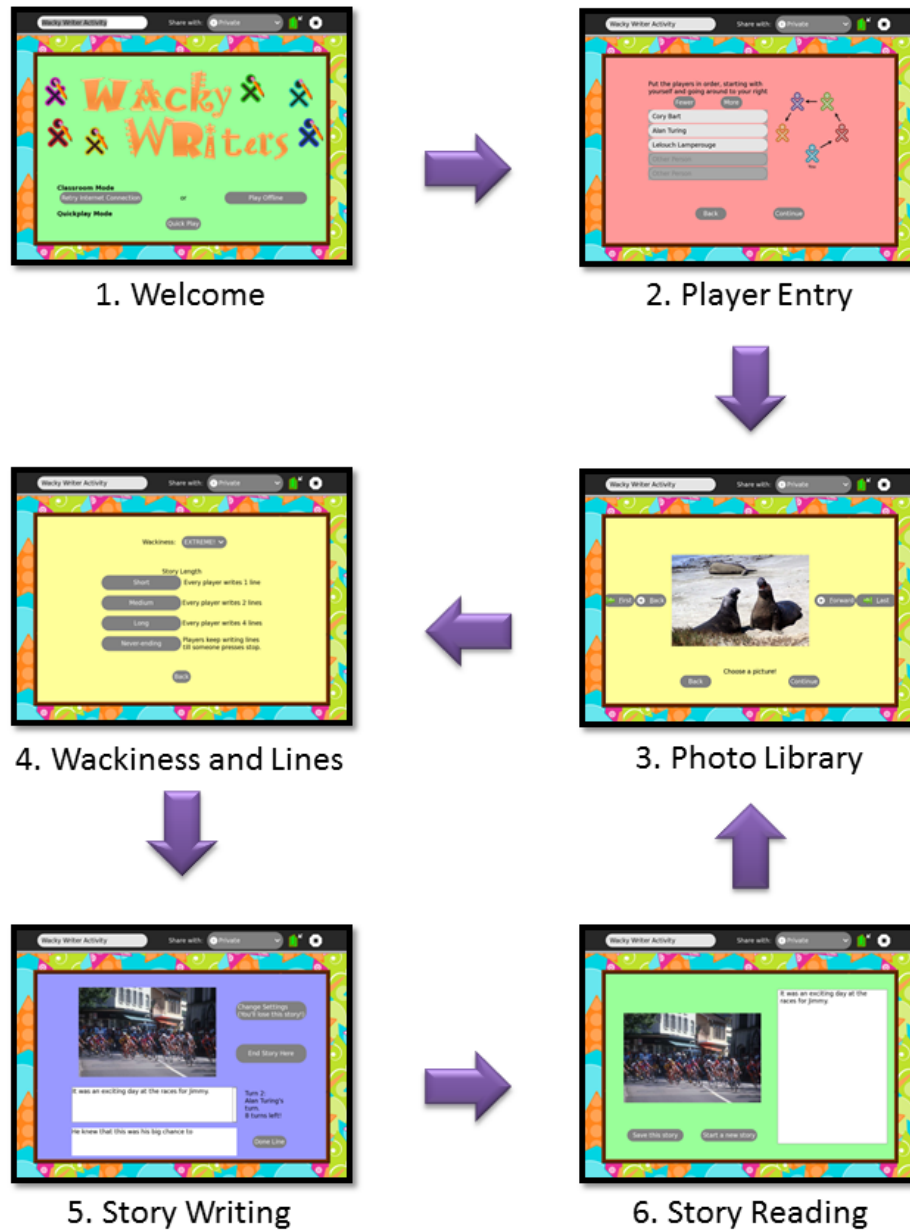 Wacky Writer Activity
Share with:
Private
WAcky
WRiters
Classroom Mode
Retry Internet Connection
or
Play Offline
Quickplay Mode
Quick Play
1. Welcome
Wacky Writer Activity
Share with:
Private
Put the players in order, starting with
yourself and going around to your right
Fewer
More
Cory Bart
Alan Turing
Lelouch Lamperouge
Other Person
Other Person
You
Back
Continue
2. Player Entry
Wacky Writer Activity
Share with:
Private
Wackiness:
EXTREME!
Story Length
Short
Every player writes 1 line
Medium
Every player writes 2 lines
Long
Every player writes 4 lines
Never-ending
Players keep writing lines
till someone presses stop.
Back
4. Wackiness and Lines
Wacky Writer Activity
Share with:
Private
First
Back
Forward
Last
Choose a picture!
Back
Continue
3. Photo Library
Wacky Writer Activity
Share with:
Private
Change Settings
(You'll lose this story!)
End Story Here
It was an exciting day at the races for Jimmy.
Turn 2:
Alan Turing's
turn.
8 turns left!
He knew that this was his big chance to
Done Line
5. Story Writing
Wacky Writer Activity
Share with:
Private
It was an exciting day at the
races for Jimmy.
Save this story
Start a new story
6. Story Reading